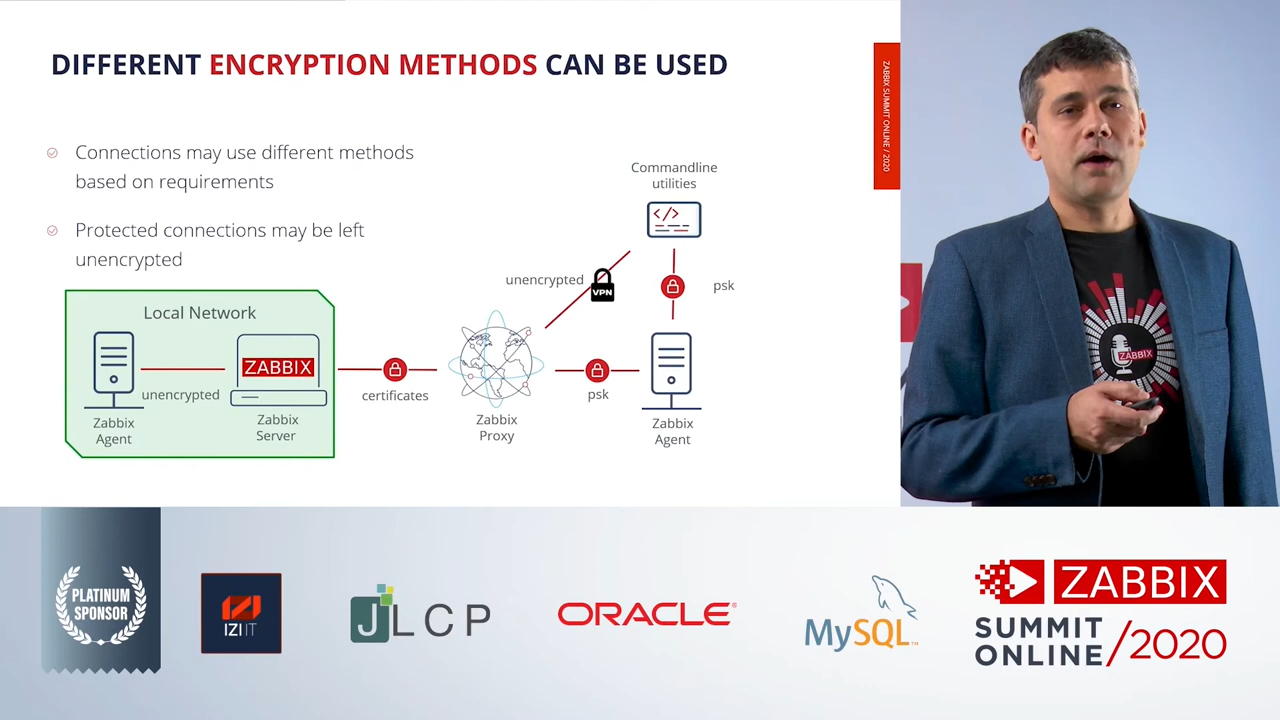 DIFFERENT ENCRYPTION METHODS CAN BE USED
Connections may use different methods
based on requirements
Protected connections may be left
unencrypted
Local Network
unencrypted
Zabbix
Agent
ZABBIX
Zabbix
Server
certificates
Zabbix
Proxy
psk
Zabbix
Agent
unencrypted
VPN
Commandline
utilities
psk
ZABBIX SUMMIT ONLINE / 2020
ZABBIX
PLATINUM
SPONSOR
IZI IT
JLCP
ORACLE®
MySQL™
ZABBIX
SUMMIT
ONLINE/2020